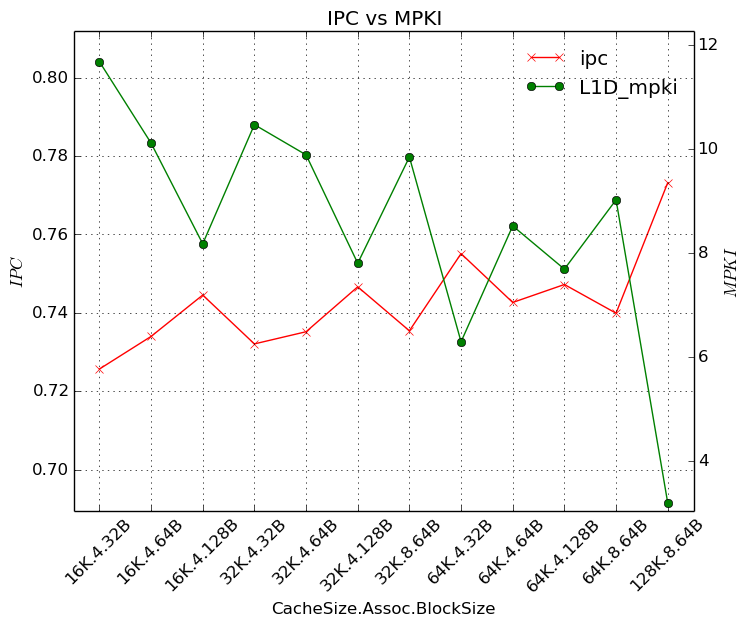 IPC vs MPKI
ipc
L1D_mpki
0.80
0.78
0.76
0.74
0.72
0.70
IPC
12
10
8
6
4
MPKI
16K.4.32B
16K.4.64B
16K.4.128B
32K.4.32B
32K.4.64B
32K.4.128B
32K.8.64B
64K.4.32B
64K.4.64B
64K.4.128B
64K.8.64B
128K.8.64B
CacheSize.Assoc.BlockSize